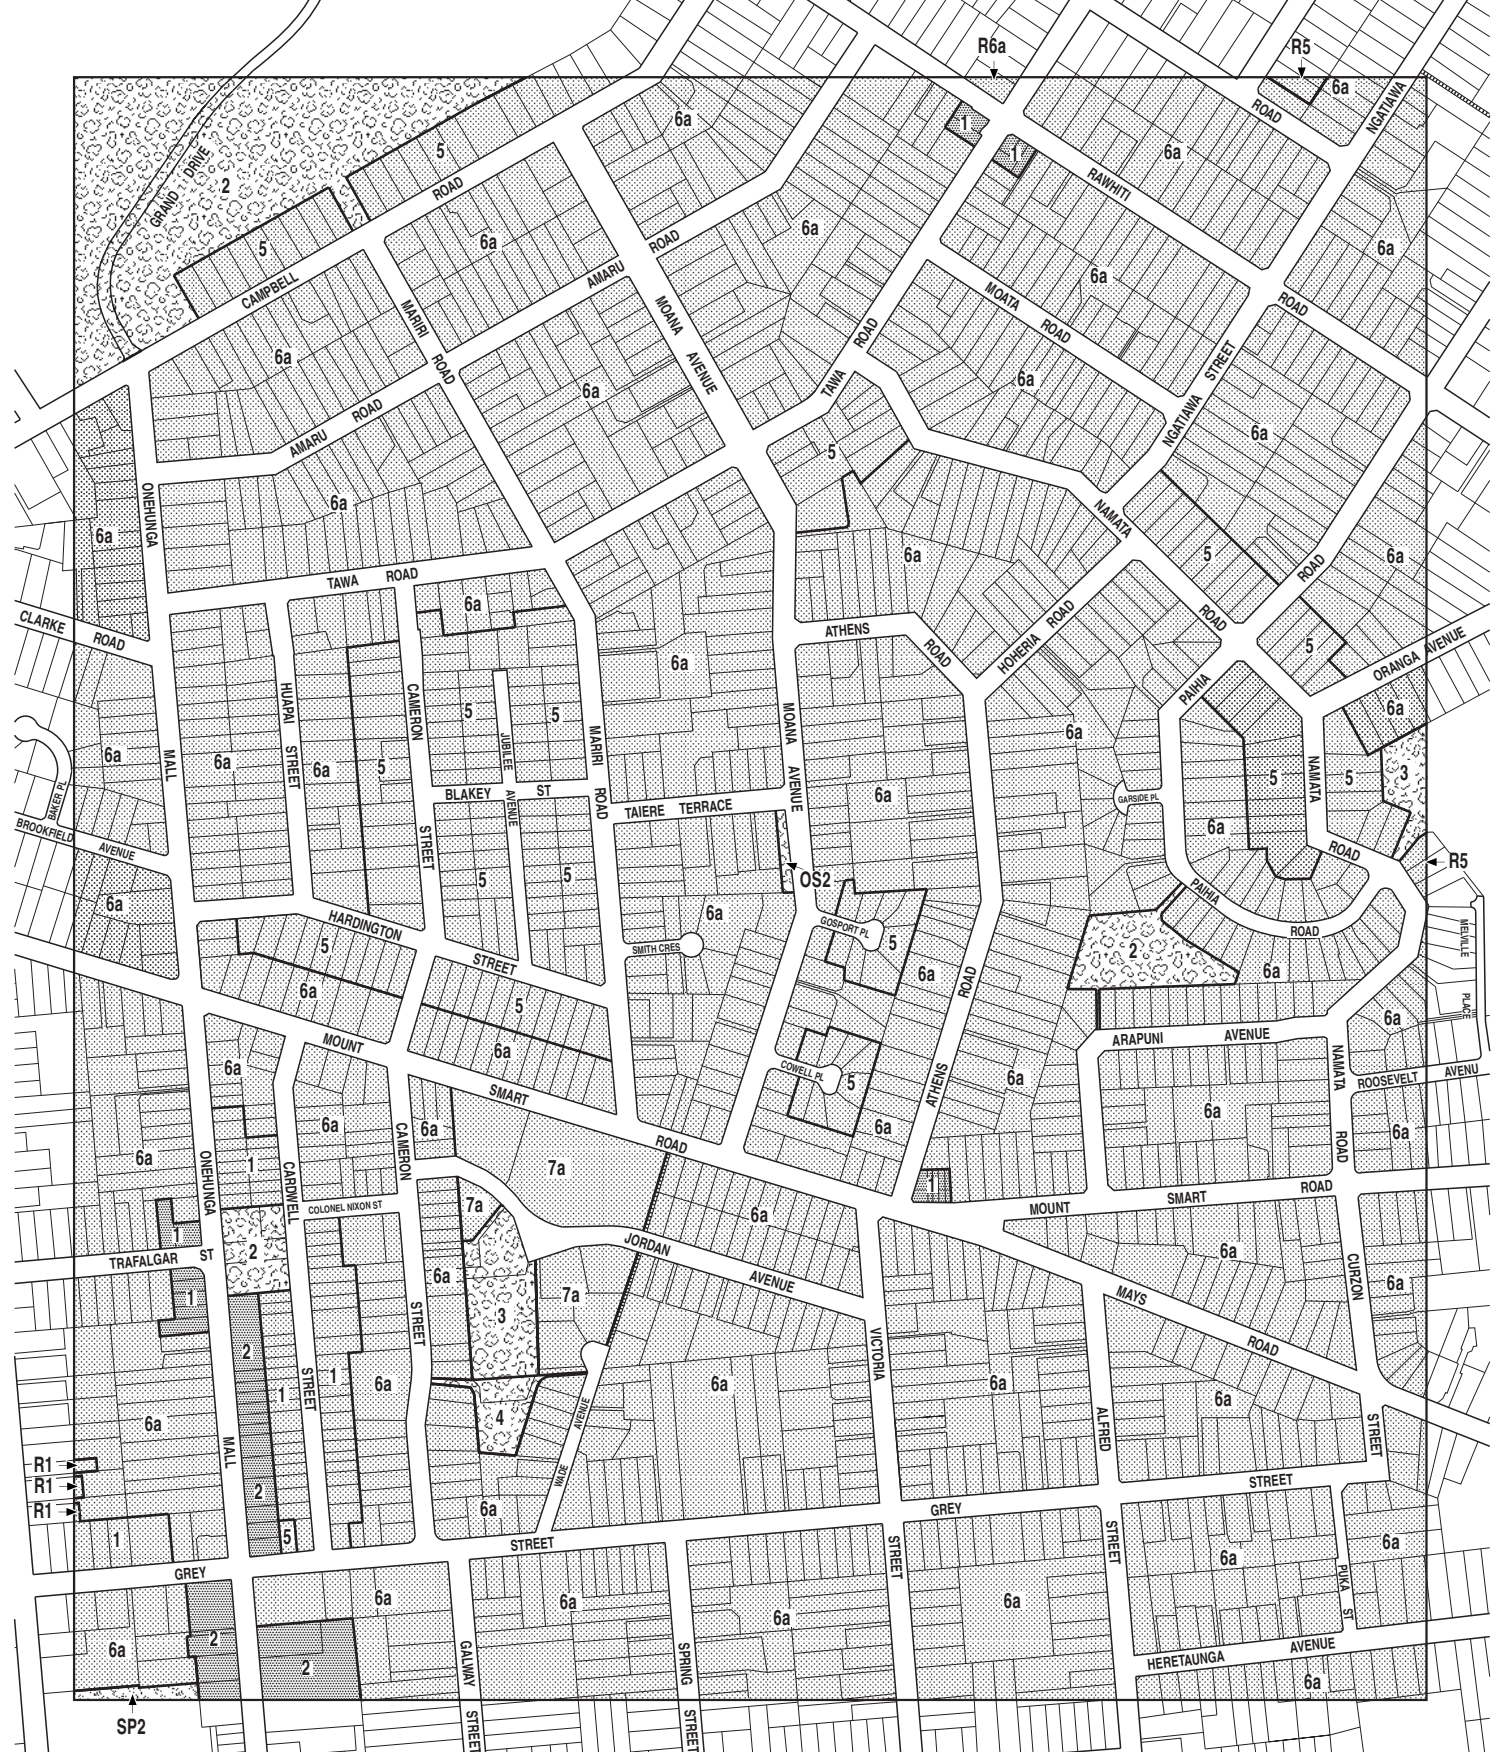 R6a
R5
6a
NGATIAWA
ROAD
1
6a
5
1
6a
GRAND DRIVE
2
ROAD
RAWHITI
5
6a
ROAD
6a
6a
CAMPBELL
AMARU
6a
MOATA
ROAD
MARIRI
MOANA
ROAD
ROAD
6a
ROAD
AVENUE
STREET
6a
TAWA
6a
AMARU ROAD
NGATIAWA
6a
5
ONEHUNGA
6a
NAMATA
6a
6a
5
6a
ROAD
TAWA ROAD
6a
CLARKE ROAD
ATHENS
ROAD
HOHERIA ROAD
ROAD
5
ORANGA AVENUE
6a
PAIHIA
HUAPAI
CAMERON
5
5
MOANA
6a
6a
MALL
6a
6a
STREET
6a
5
JUBILEE
MARIRI
NAMATA
5
5
3
BAKER PL
BLAKEY ST
AVENUE
ROAD
TAIERE TERRACE
AVENUE
6a
GARSIDE PL
BROOKFIELD AVENUE
STREET
6a
ROAD
R5
5
5
OS2
PAIHIA
6a
HARDINGTON
6a
GOSPORT PL
ROAD
MELVILLE
5
STREET
SMITH CRES
5
2
6a
6a
6a
ROAD
5
PLACE
MOUNT
6a
ARAPUNI AVENUE
6a
6a
SMART
COWELL PL
5
ATHENS
6a
NAMATA
ROOSEVELT AVENU
6a
6a
6a
6a
6a
CAMERON
ROAD
ROAD
6a
ONEHUNGA
1
CARDWELL
7a
1
MOUNT SMART ROAD
COLONEL NIXON ST
7a
6a
1
2
TRAFALGAR ST
JORDAN
6a
6a
AVENUE
CURZON
6a
1
7a
MAYS
3
STREET
VICTORIA
ROAD
2
1
STREET
1
6a
6a
6a
6a
4
AVENUE
ALFRED
STREET
6a
MALL
R1
R1
R1
2
WADE
6a
STREET
GREY
1
5
STREET
STREET
STREET
6a
6a
GREY
PUKA ST
6a
6a
6a
6a
6a
2
2
GALWAY
SPRING
HERETAUNGA AVENUE
6a
SP2
STREET
STREET